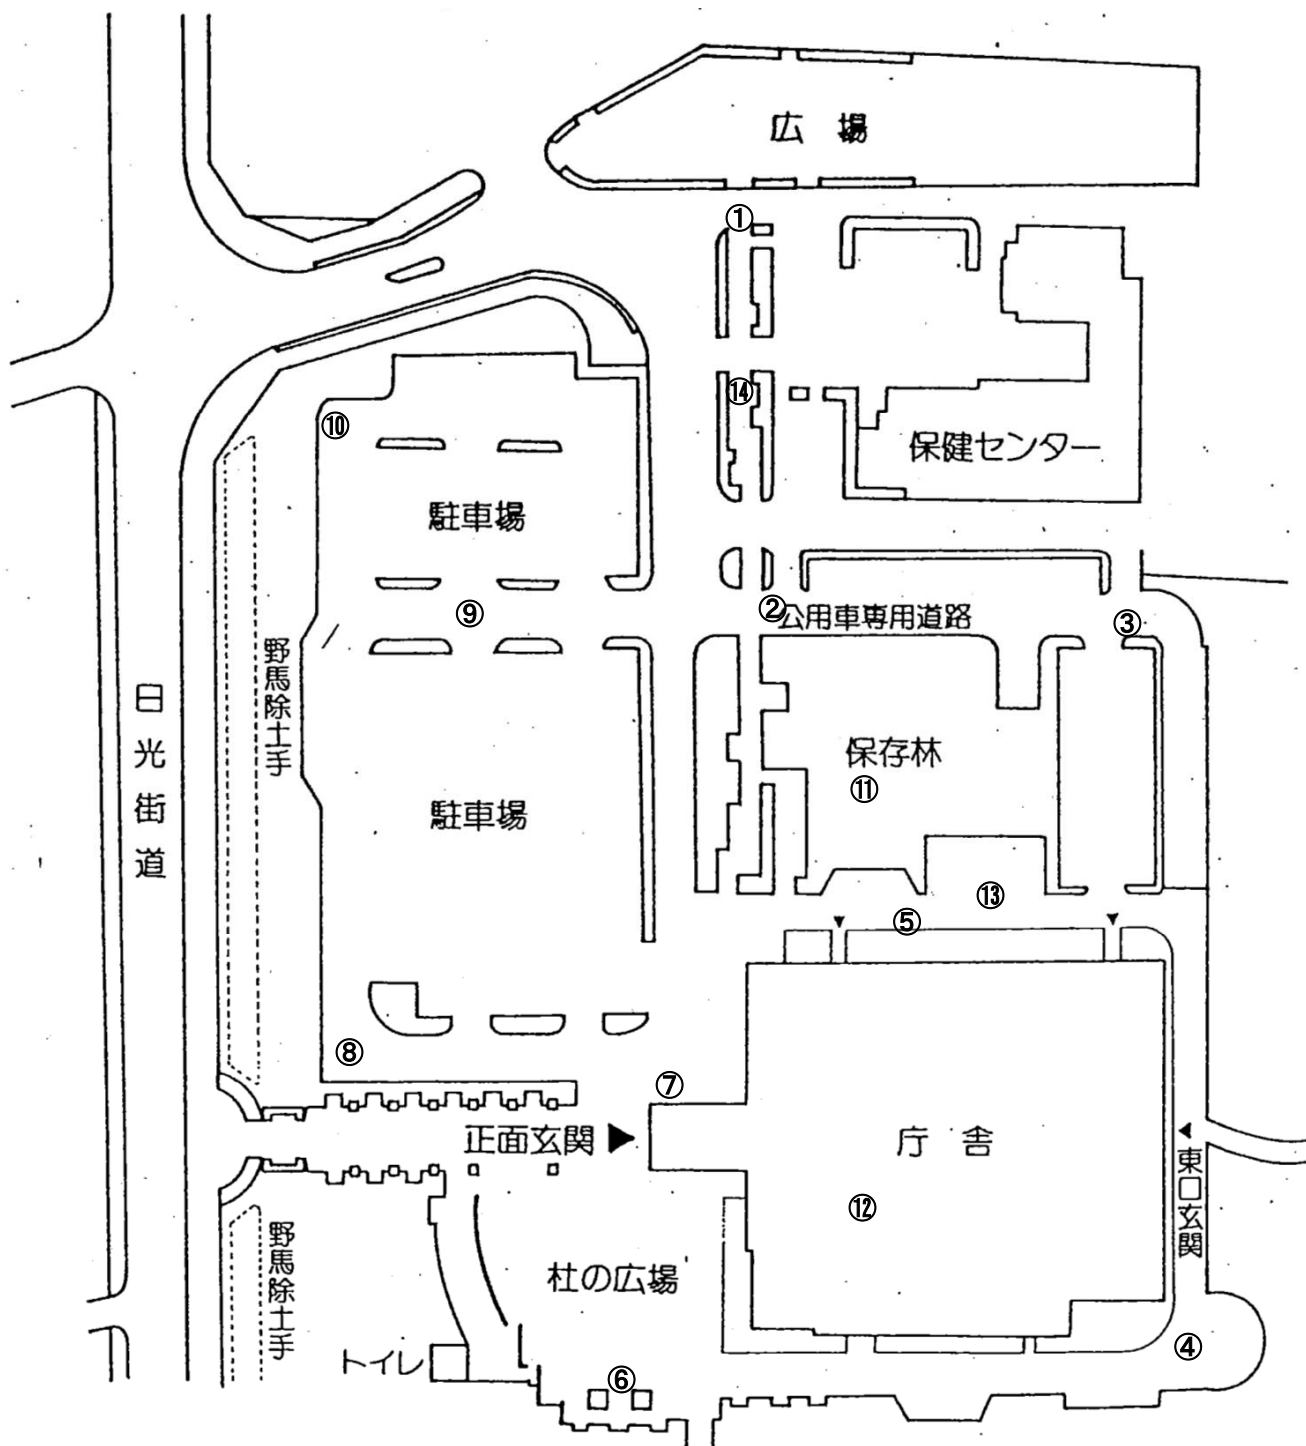 広場
①
⑭
⑩
保健センター
駐車場
②
公用車専用道路
③
⑨
野馬除土手
日光街道
保存林
⑪
駐車場
⑬
⑤
⑧
⑦
正面玄関
庁舎
東口玄関
⑫
野馬除土手
杜の広場
トイレ
⑥
④